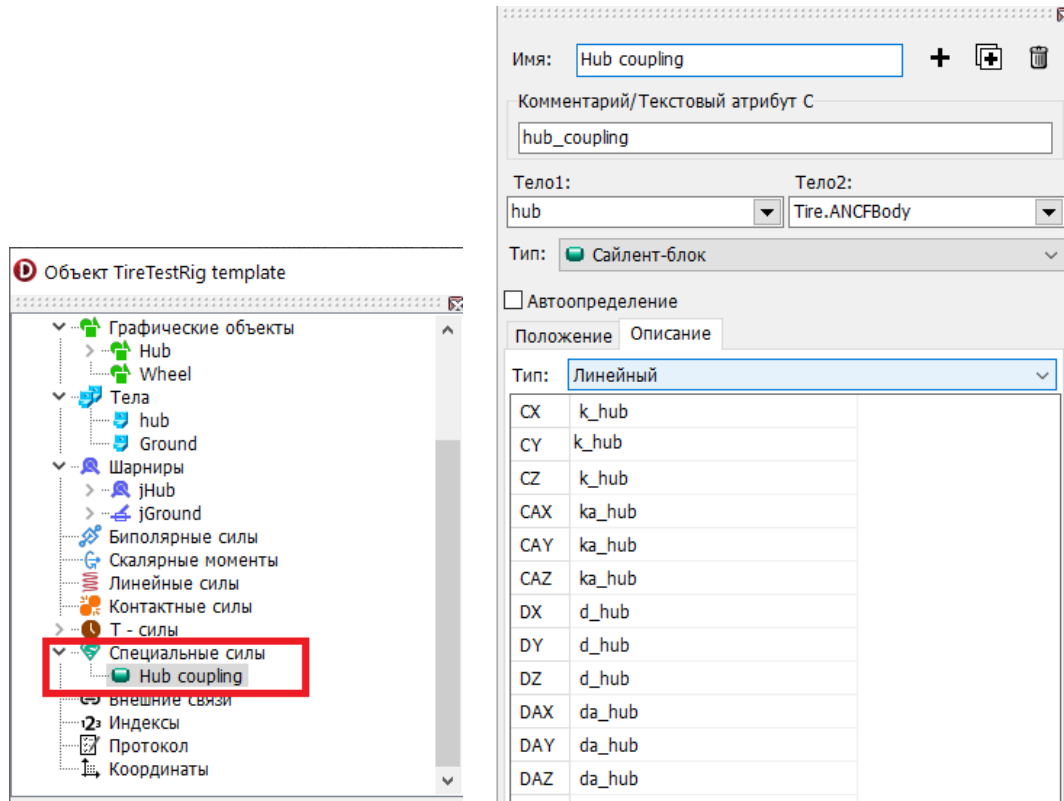 Объект TireTestRig template
Графические объекты
Hub
Wheel
Тела
hub
Ground
Шарниры
jHub
jGround
Биполярные силы
Скалярные моменты
Линейные силы
Контактные силы
Т - силы
Специальные силы
Hub coupling
Внешние связи
Индексы
Протокол
Координаты
Имя: Hub coupling
Комментарий/Текстовый атрибут C
hub_coupling
Тело1: Тело2:
hub Tire.ANCFBody
Тип: Сайлент-блок
Автоопределение
Положение Описание
Тип: Линейный
CX k_hub
CY k_hub
CZ k_hub
CAX ka_hub
CAY ka_hub
CAZ ka_hub
DX d_hub
DY d_hub
DZ d_hub
DAX da_hub
DAY da_hub
DAZ da_hub